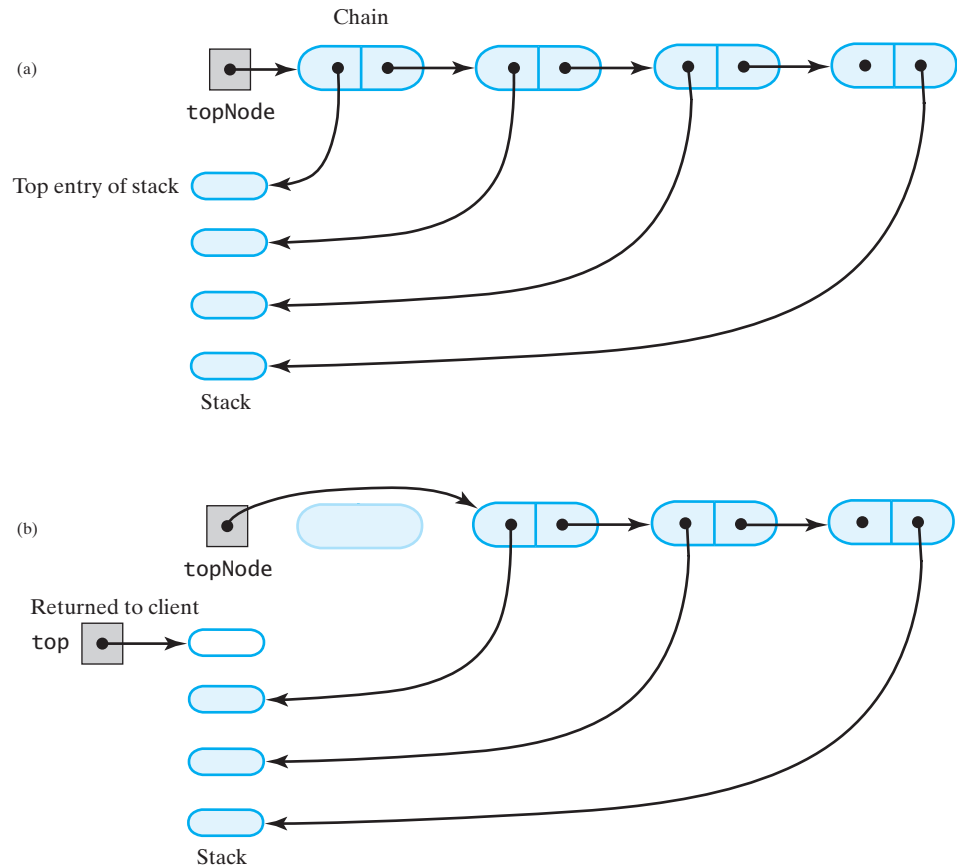 Chain
(a)
topNode
Top entry of stack
Stack
(b)
topNode
Returned to client
top
Stack